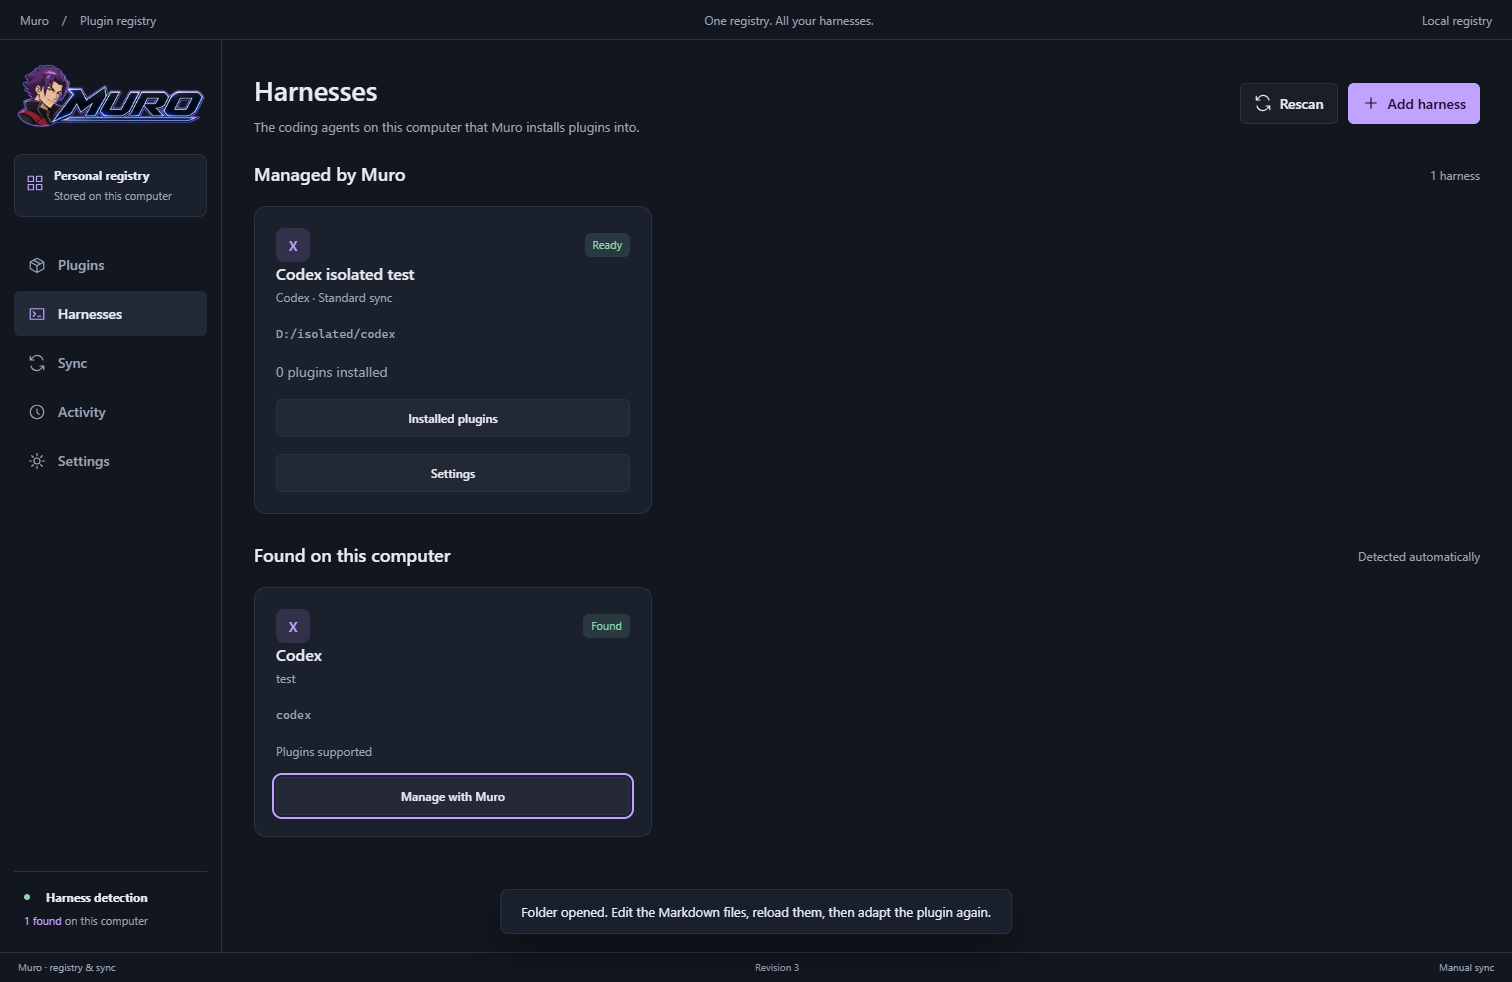 Muro / Plugin registry
One registry. All your harnesses.
Local registry
MURO
Personal registry
Stored on this computer
Plugins
Harnesses
Sync
Activity
Settings
Harness detection
1 found on this computer
Harnesses
The coding agents on this computer that Muro installs plugins into.
Rescan
+ Add harness
Managed by Muro
1 harness
X
Ready
Codex isolated test
Codex · Standard sync
D:/isolated/codex
0 plugins installed
Installed plugins
Settings
Found on this computer
Detected automatically
X
Found
Codex
test
codex
Plugins supported
Manage with Muro
Folder opened. Edit the Markdown files, reload them, then adapt the plugin again.
Muro · registry & sync
Revision 3
Manual sync